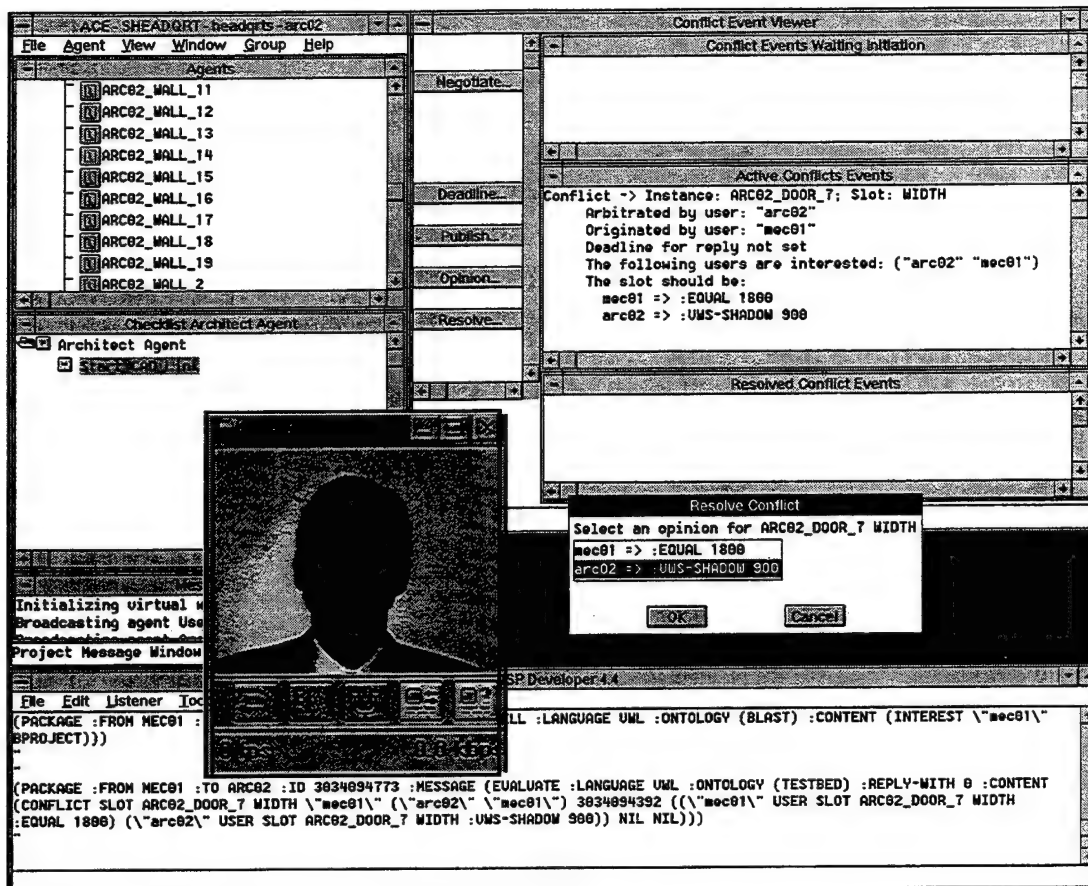 ACE - SHEADQRT - headqrts - arc02
File Agent View Window Group Help
Agents
ARC02_WALL_11
ARC02_WALL_12
ARC02_WALL_13
ARC02_WALL_14
ARC02_WALL_15
ARC02_WALL_16
ARC02_WALL_17
ARC02_WALL_18
ARC02_WALL_19
ARC02_WALL_2
Checklist Architect Agent
Architect Agent
Conflict Event Viewer
Negotiate...
Deadline...
Publish...
Opinion...
Resolve...
Conflict Events Waiting Initiation
Active Conflicts Events
Conflict -> Instance: ARC02_DOOR_7; Slot: WIDTH
Arbitrated by user: "arc02"
Originated by user: "mec01"
Deadline for reply not set
The following users are interested: ("arc02" "mec01")
The slot should be:
mec01 => :EQUAL 1800
arc02 => :VWS-SHADOW 900
Resolved Conflict Events
Resolve Conflict
Select an opinion for ARC02_DOOR_7 WIDTH
mec01 => :EQUAL 1800
arc02 => :VWS-SHADOW 900
OK Cancel
Initializing virtual
Broadcasting agent Use
Project Message Window
SP Developer 4.4
File Edit Listener
(PACKAGE :FROM MEC01 : ELL :LANGUAGE VWL :ONTOLOGY (BLAST) :CONTENT (INTEREST \"mec01\"
BPROJECT)))
"
"
(PACKAGE :FROM MEC01 :TO ARC02 :ID 3034094773 :MESSAGE (EVALUATE :LANGUAGE VWL :ONTOLOGY (TESTBED) :REPLY-WITH 0 :CONTENT
(CONFLICT SLOT ARC02_DOOR_7 WIDTH \"mec01\" (\"arc02\" \"mec01\") 3034094392 ((\"mec01\" USER SLOT ARC02_DOOR_7 WIDTH
:EQUAL 1800) (\"arc02\" USER SLOT ARC02_DOOR_7 WIDTH :VWS-SHADOW 900)) NIL NIL)))
"